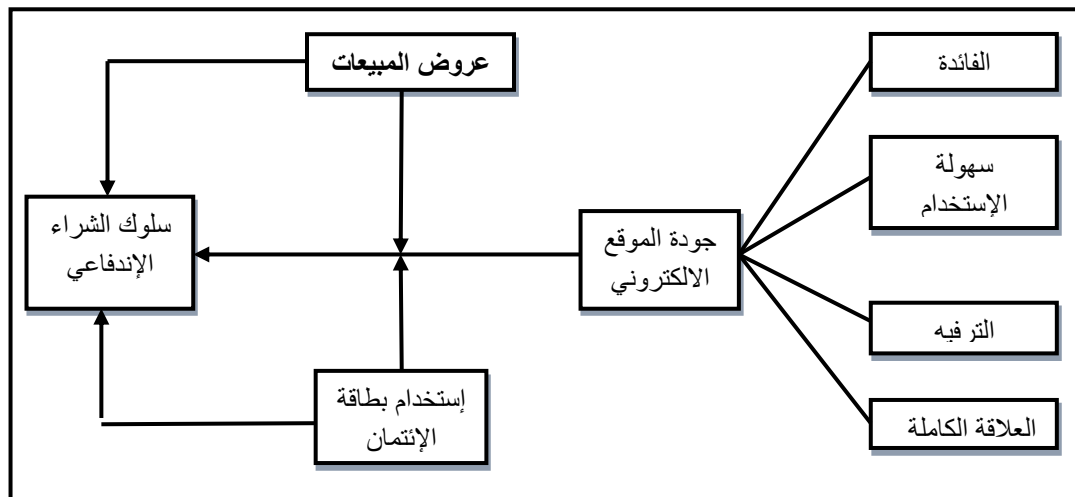 عروض المبيعات
الفائدة
سهولة
الإستخدام
سلوك الشراء
الإندفاعي
جودة الموقع
الالكتروني
الترفيه
إستخدام بطاقة
الإئتمان
العلاقة الكاملة